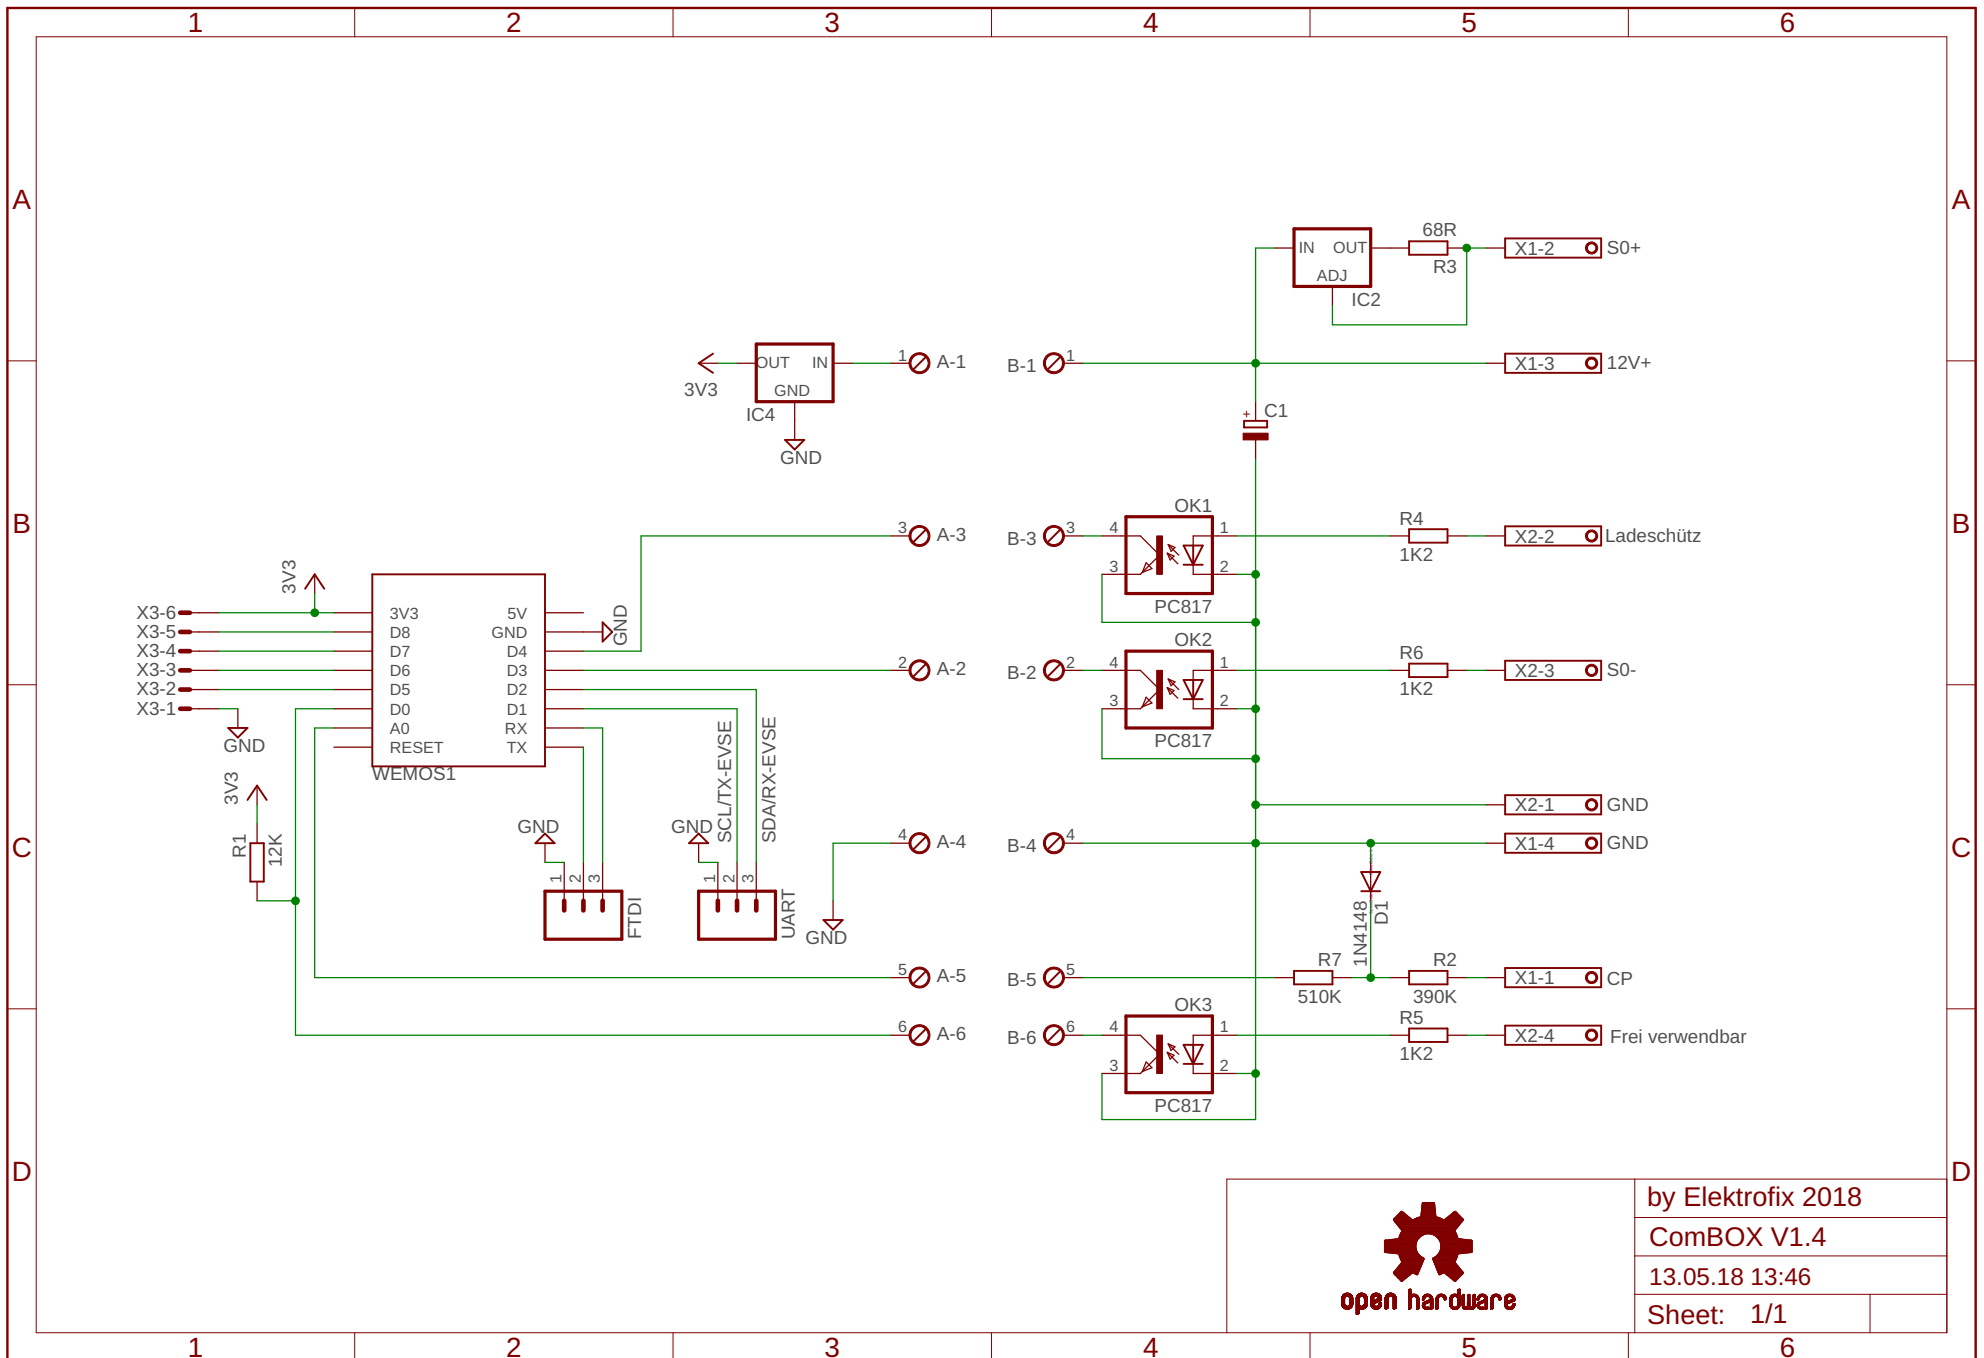 1 2 3 4 5 6
A A
68R
IN OUT X1-2 S0+
ADJ R3
IC2
OUT IN 1 A-1 B-1 1 X1-3 12V+
3V3 GND
IC4 + C1
GND
OK1
B B
3 A-3 B-3 3 4 1 R4 X2-2 Ladeschütz
1K2
3 2
PC817
3V3
X3-6 3V3 5V GND
X3-5 D8 GND
X3-4 D7 D4
X3-3 D6 D3
X3-2 D5 D2
X3-1 D0 D1
A0 RX
RESET TX
GND
WEMOS1
OK2
2 A-2 B-2 2 4 1 R6 X2-3 S0-
1K2
3 2
PC817
3V3
R1
12K
SCL/TX-EVSE
SDA/RX-EVSE
GND GND
X2-1 GND
C C
4 A-4 B-4 4 X1-4 GND
1 2 3 1 2 3
FTDI UART
GND
1N4148
D1
5 A-5 B-5 5 R7 R2 X1-1 CP
510K 390K
OK3
6 A-6 B-6 6 4 1 R5 X2-4 Frei verwendbar
1K2
3 2
PC817
D D
by Elektrofix 2018
ComBOX V1.4
13.05.18 13:46
Sheet: 1/1
open hardware
1 2 3 4 5 6